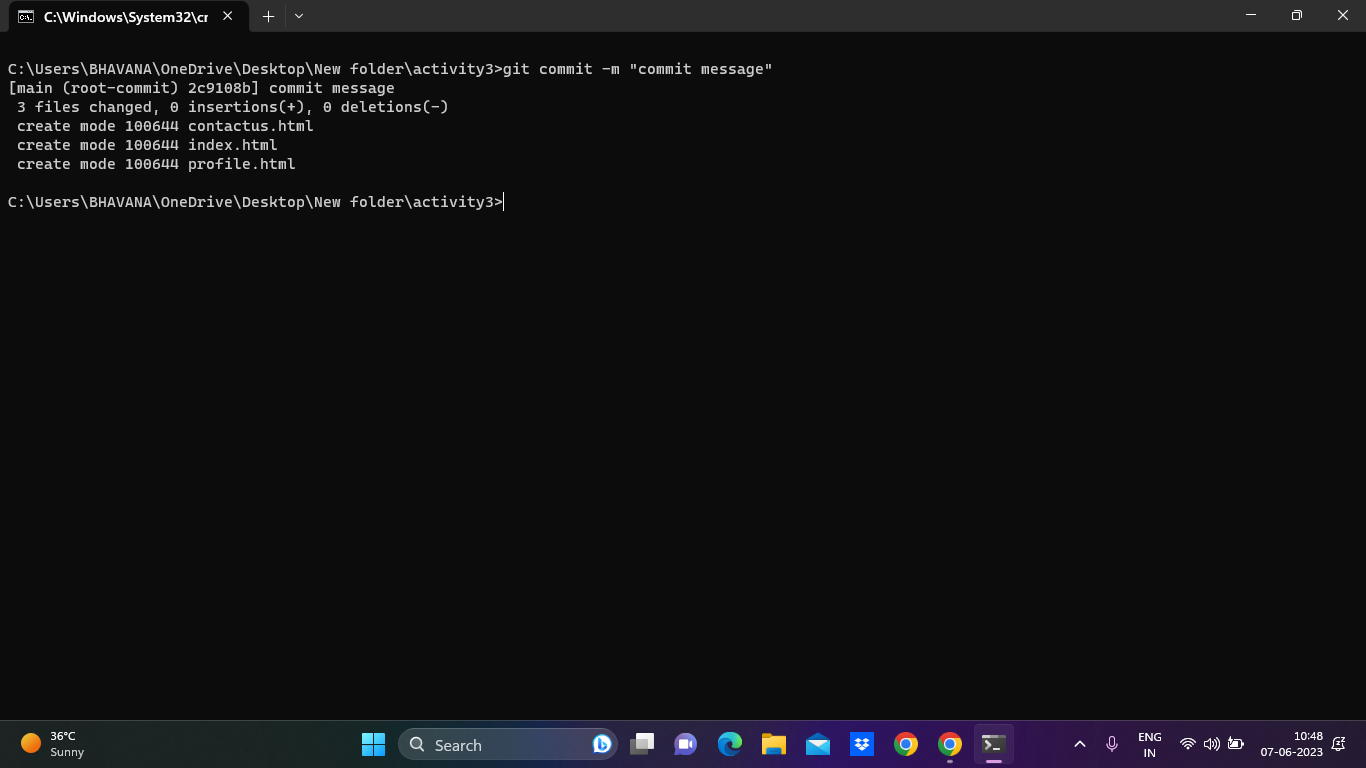 C:\Windows\System32\cr
C:\Users\BHAVANA\OneDrive\Desktop\New folder\activity3>git commit -m "commit message"
[main (root-commit) 2c9108b] commit message
 3 files changed, 0 insertions(+), 0 deletions(-)
 create mode 100644 contactus.html
 create mode 100644 index.html
 create mode 100644 profile.html
C:\Users\BHAVANA\OneDrive\Desktop\New folder\activity3>
36°C
Sunny
Search
ENG
IN
10:48
07-06-2023